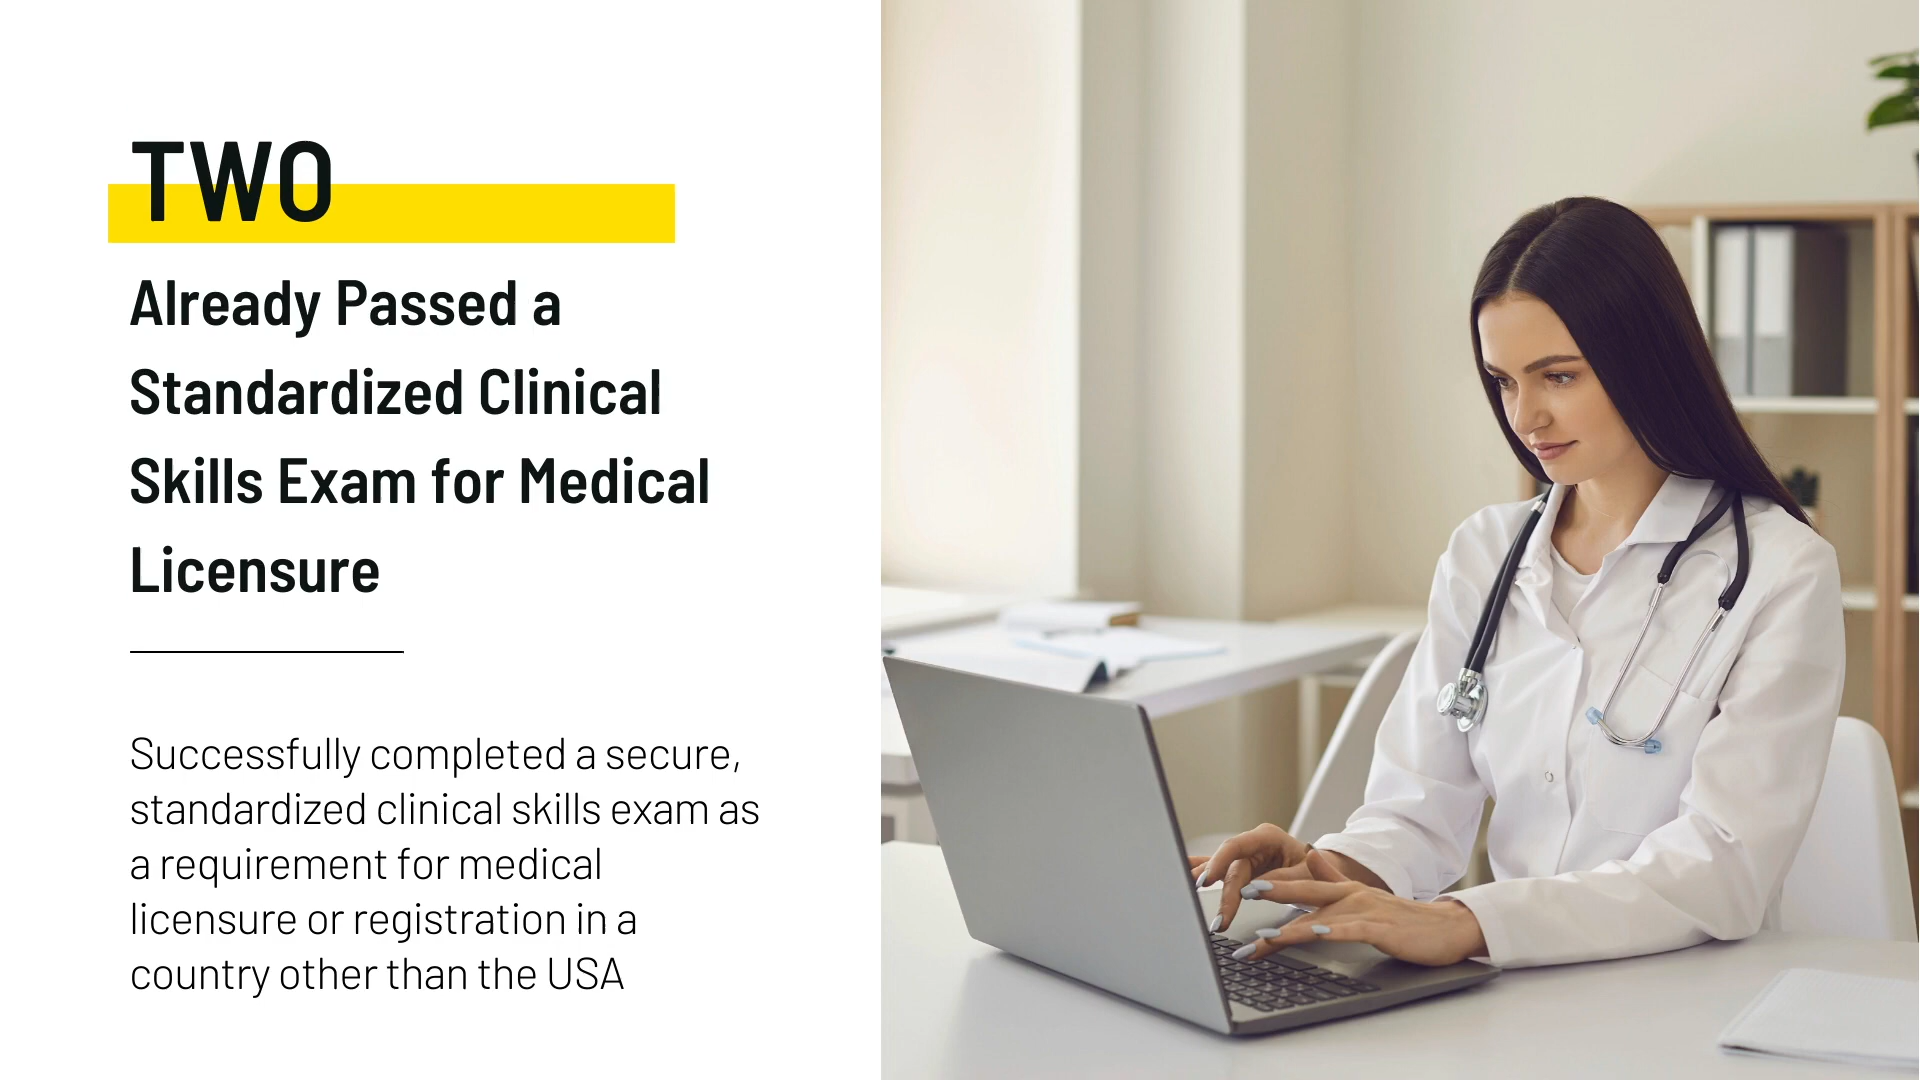 TWO
Already Passed a
Standardized Clinical
Skills Exam for Medical
Licensure
Successfully completed a secure,
standardized clinical skills exam as
a requirement for medical
licensure or registration in a
country other than the USA